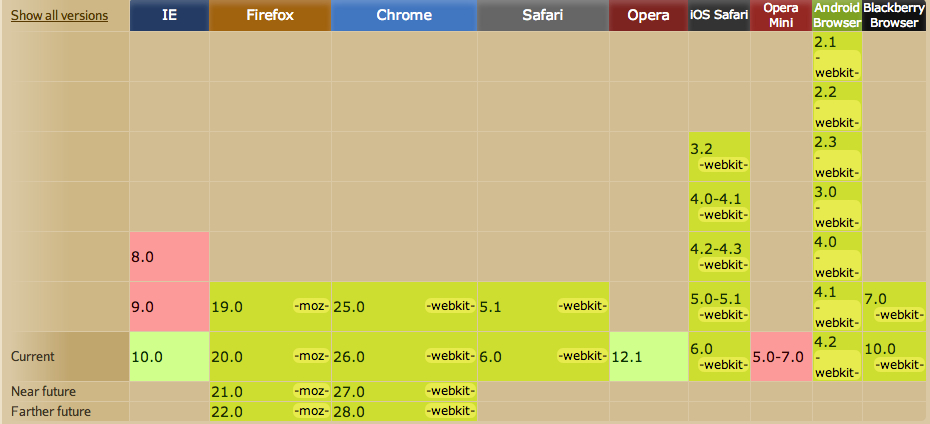 Show all versions IE Firefox Chrome Safari Opera iOS Safari Opera Mini Android Browser Blackberry Browser
2.1 -webkit-
2.2 -webkit-
3.2 -webkit- 2.3 -webkit-
4.0-4.1 -webkit- 3.0 -webkit-
8.0 4.2-4.3 -webkit- 4.0 -webkit-
9.0 19.0 -moz- 25.0 -webkit- 5.1 -webkit- 5.0-5.1 -webkit- 4.1 -webkit- 7.0 -webkit-
Current 10.0 20.0 -moz- 26.0 -webkit- 6.0 -webkit- 12.1 6.0 -webkit- 5.0-7.0 4.2 -webkit- 10.0 -webkit-
Near future 21.0 -moz- 27.0 -webkit-
Farther future 22.0 -moz- 28.0 -webkit-